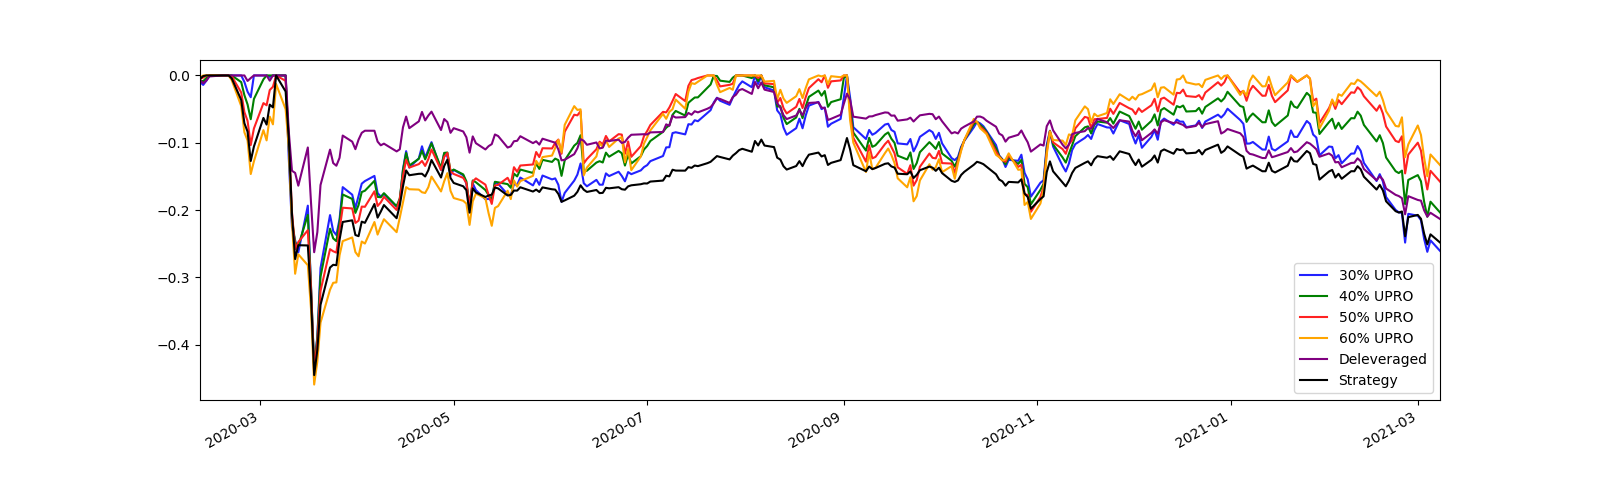 0.0
−0.1
−0.2
−0.3
−0.4
30% UPRO
40% UPRO
50% UPRO
60% UPRO
Deleveraged
Strategy
2020-03
2020-05
2020-07
2020-09
2020-11
2021-01
2021-03